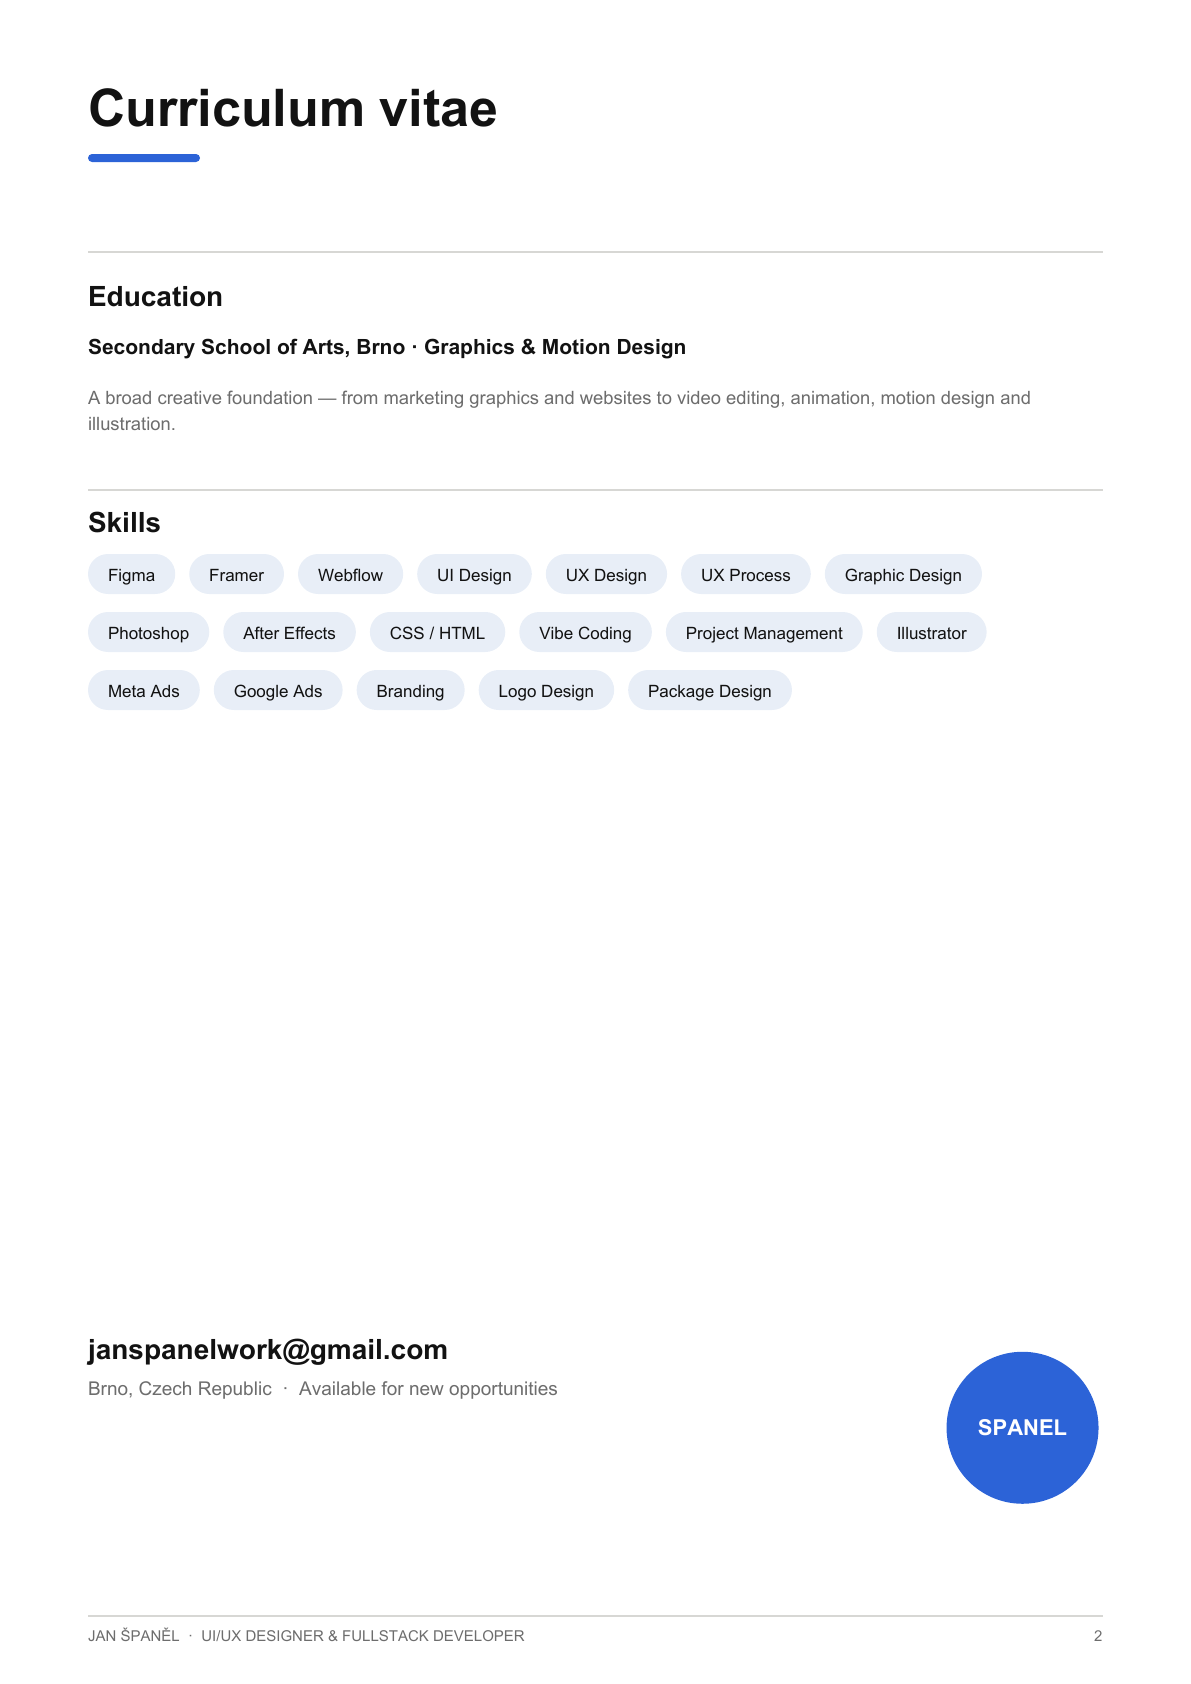 Curriculum vitae
Education
Secondary School of Arts, Brno · Graphics & Motion Design
A broad creative foundation — from marketing graphics and websites to video editing, animation, motion design and
illustration.
Skills
Figma Framer Webflow UI Design UX Design UX Process Graphic Design
Photoshop After Effects CSS / HTML Vibe Coding Project Management Illustrator
Meta Ads Google Ads Branding Logo Design Package Design
janspanelwork@gmail.com
Brno, Czech Republic · Available for new opportunities
SPANEL
JAN ŠPANĚL · UI/UX DESIGNER & FULLSTACK DEVELOPER 2